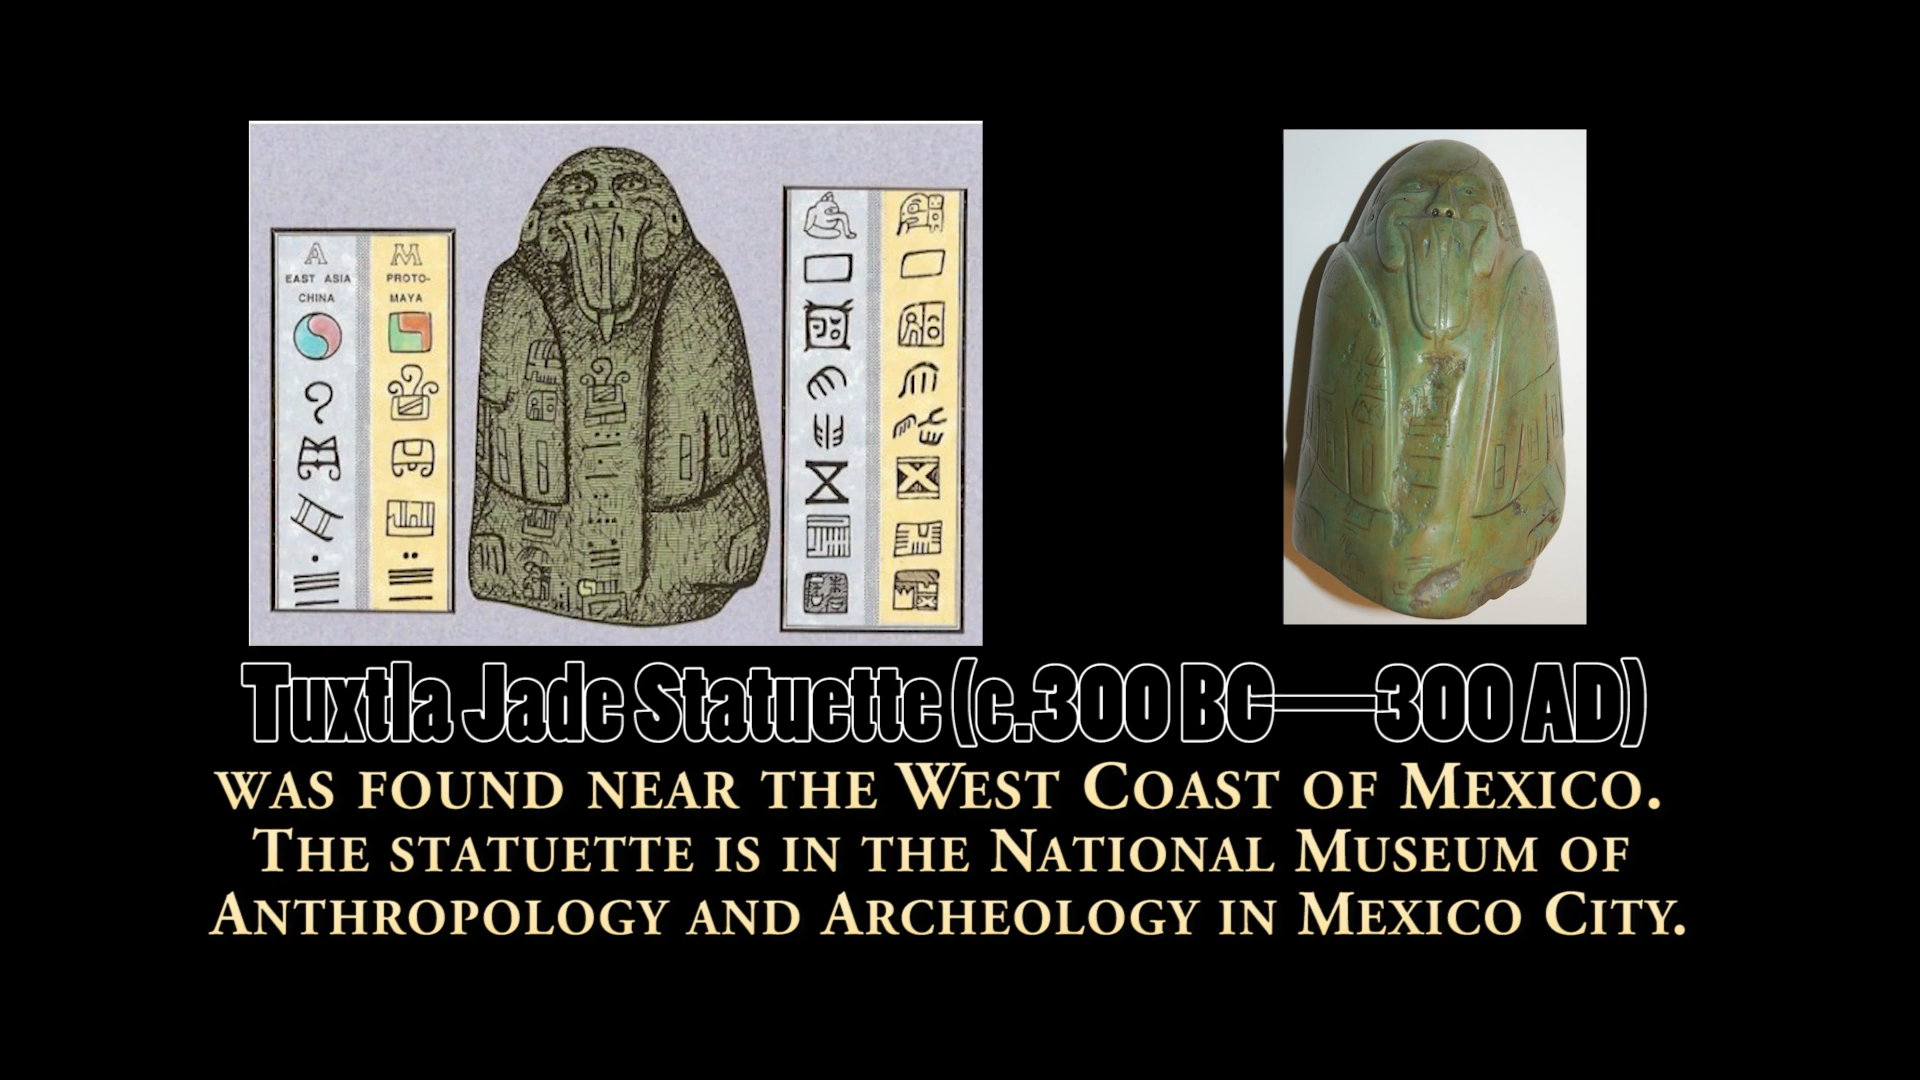 A M
EAST ASIA PROTO-
CHINA MAYA
Tuxtla Jade Statuette (c.300 BC—300 AD)
WAS FOUND NEAR THE WEST COAST OF MEXICO.
THE STATUETTE IS IN THE NATIONAL MUSEUM OF
ANTHROPOLOGY AND ARCHEOLOGY IN MEXICO CITY.